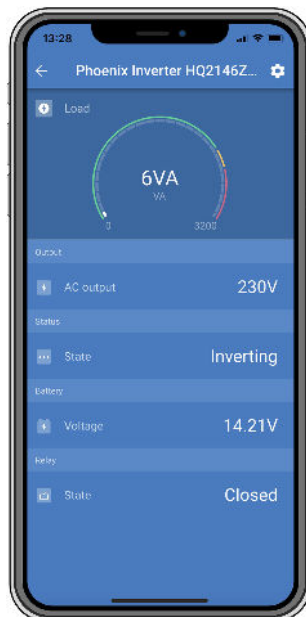 13:28
Phoenix Inverter HQ2146Z...
Load
6VA
VA
0 3200
Output
AC output 230V
Status
State Inverting
Battery
Voltage 14.21V
Relay
State Closed